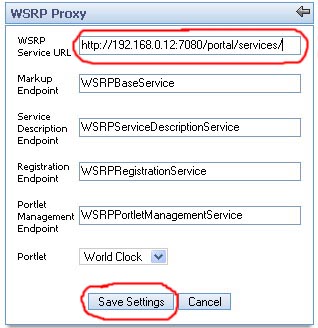 WSRP Proxy
WSRP
Service URL
http://192.168.0.12:7080/portal/services/
Markup
Endpoint
WSRPBaseService
Service
Description
Endpoint
WSRPServiceDescriptionService
Registration
Endpoint
WSRPRegistrationService
Portlet
Management
Endpoint
WSRPPortletManagementService
Portlet
World Clock
Save Settings Cancel